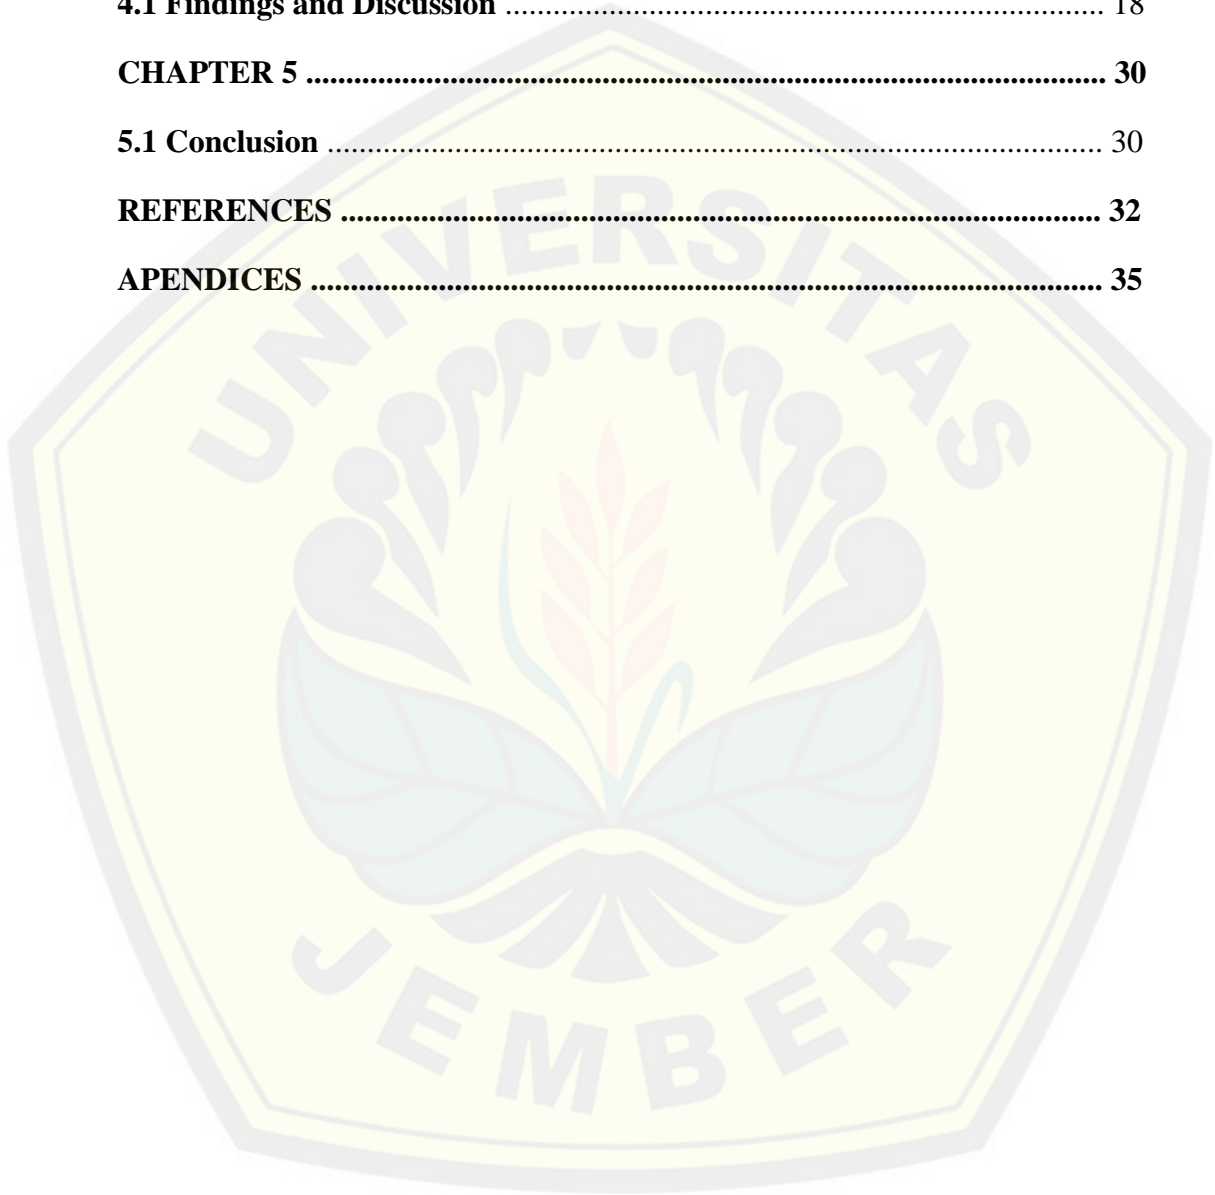 4.1 Findings and Discussion .......................................................................................... 18
CHAPTER 5 ................................................................................................................ 30
5.1 Conclusion ............................................................................................................. 30
REFERENCES ............................................................................................................ 32
APENDICES ................................................................................................................ 35
UNIVERSITAS
JEMBER